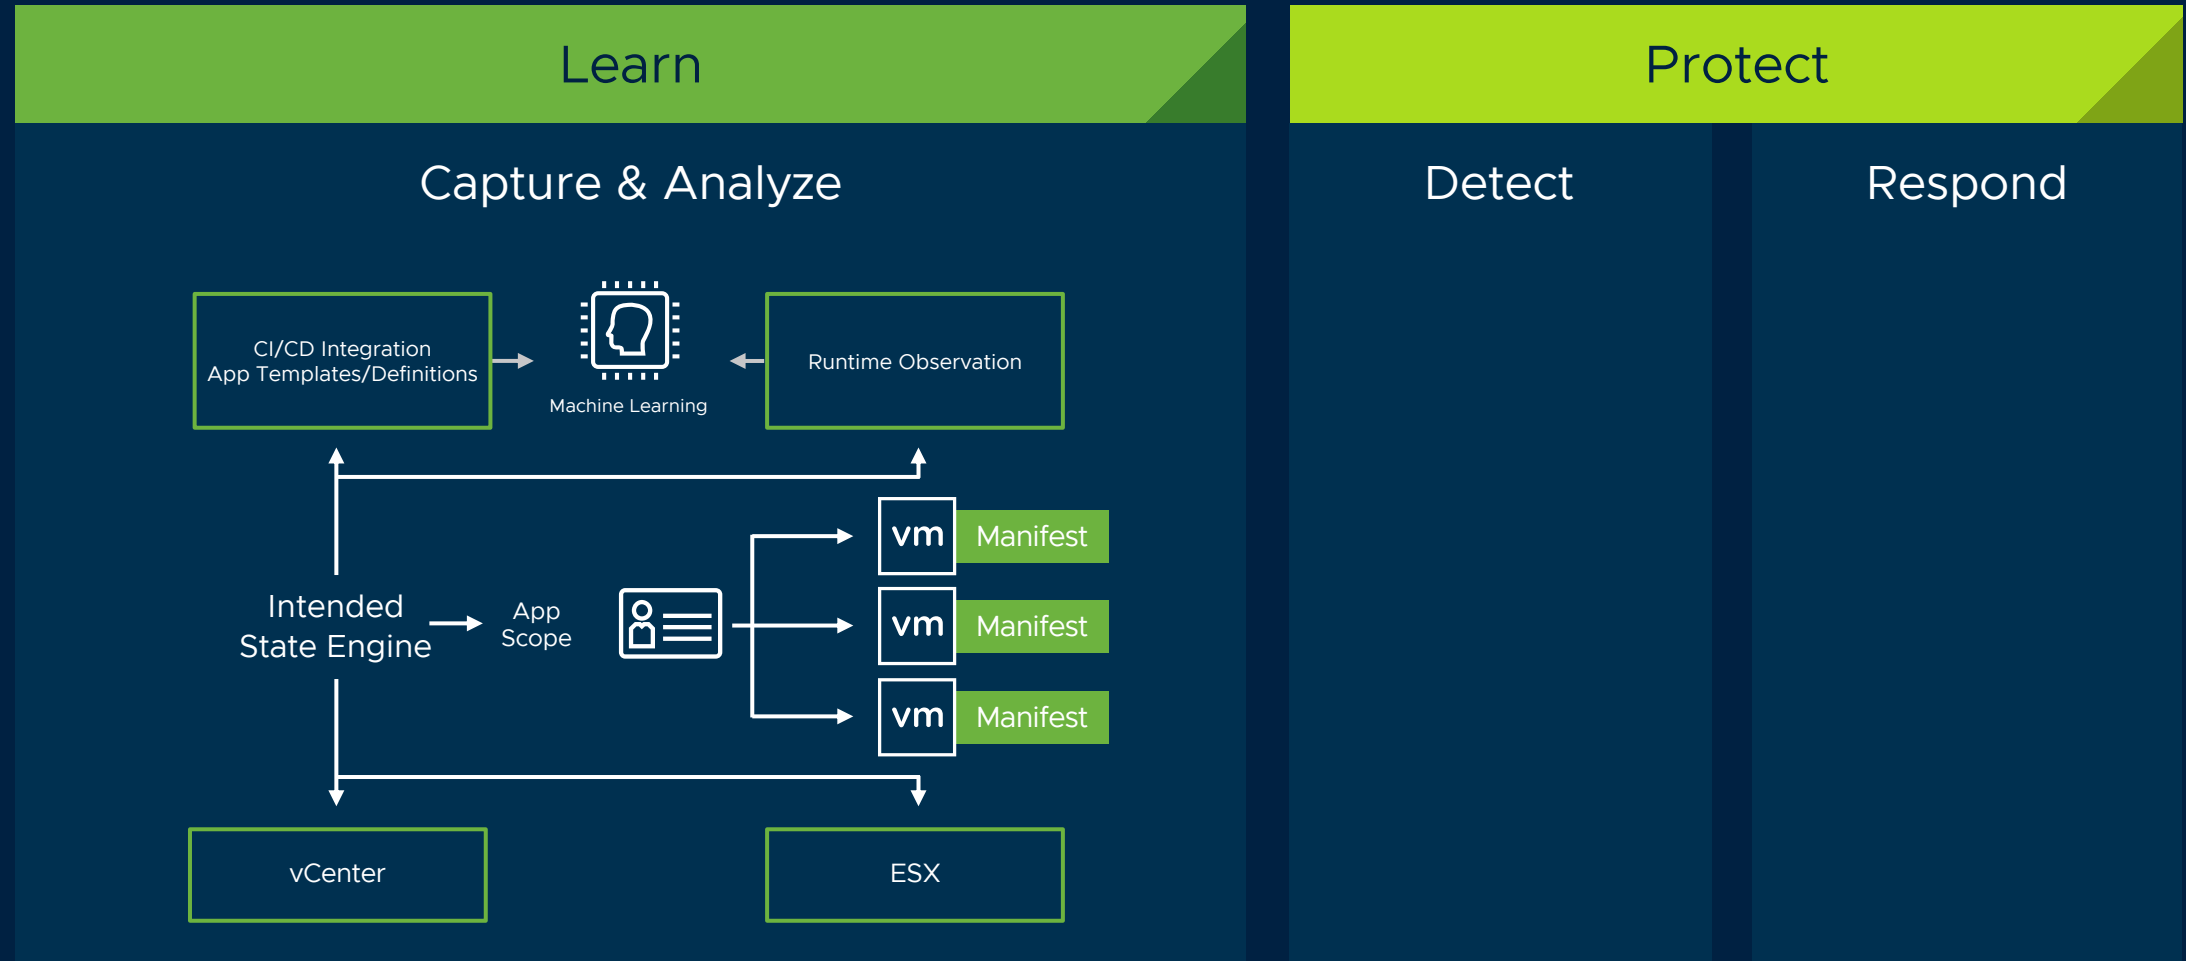 Learn
Protect
Capture & Analyze
Detect
Respond
CI/CD Integration
App Templates/Definitions
Machine Learning
Runtime Observation
vm
Manifest
Intended
State Engine
App
Scope
vm
Manifest
vm
Manifest
vCenter
ESX